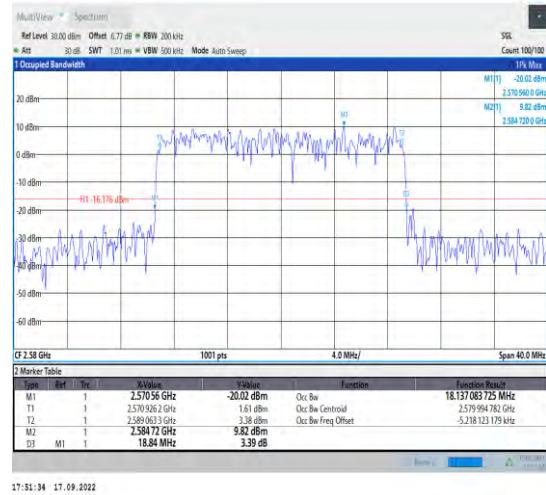 MultiView Spectrum
Ref Level 30.00 dBm Offset 6.77 dB RBW 200 kHz SGL
Att 30 dB SWT 1.01 ms VBW 500 kHz Mode Auto Sweep Count 100/100
1 Occupied Bandwidth 1Pk Max
M1[1] -20.02 dBm
2.570 560 0 GHz
M2[1] 9.82 dBm
2.584 720 0 GHz
20 dBm
10 dBm
0 dBm
-10 dBm
H1 -16.176 dBm
-20 dBm
-30 dBm
-40 dBm
-50 dBm
-60 dBm
CF 2.58 GHz 1001 pts 4.0 MHz/ Span 40.0 MHz
2 Marker Table
Type Ref Trc X-Value Y-Value Function Function Result
M1 1 2.570 56 GHz -20.02 dBm Occ Bw 18.137 083 725 MHz
T1 1 2.570 926 2 GHz 1.61 dBm Occ Bw Centroid 2.579 994 782 GHz
T2 1 2.589 063 3 GHz 3.38 dBm Occ Bw Freq Offset -5.218 123 179 kHz
M2 1 2.584 72 GHz 9.82 dBm
D3 M1 1 18.84 MHz 3.39 dB
17:51:34 17.09.2022